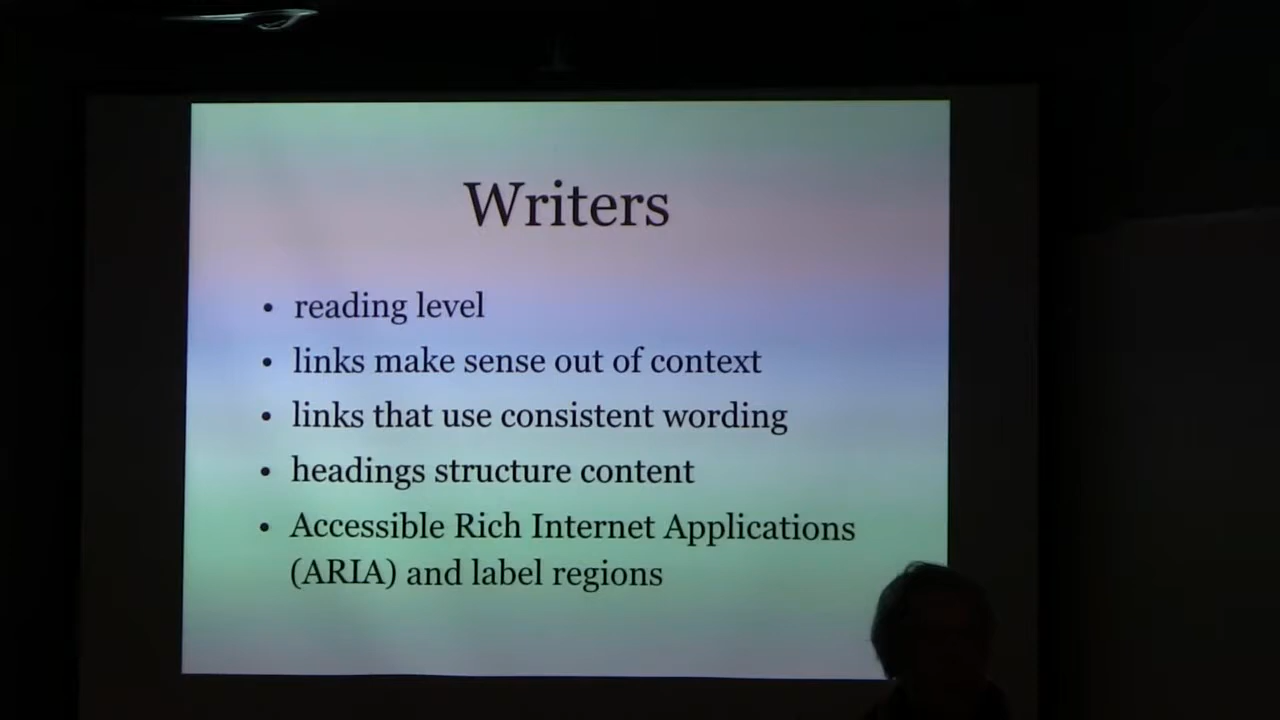 Writers
• reading level
• links make sense out of context
• links that use consistent wording
• headings structure content
• Accessible Rich Internet Applications
(ARIA) and label regions